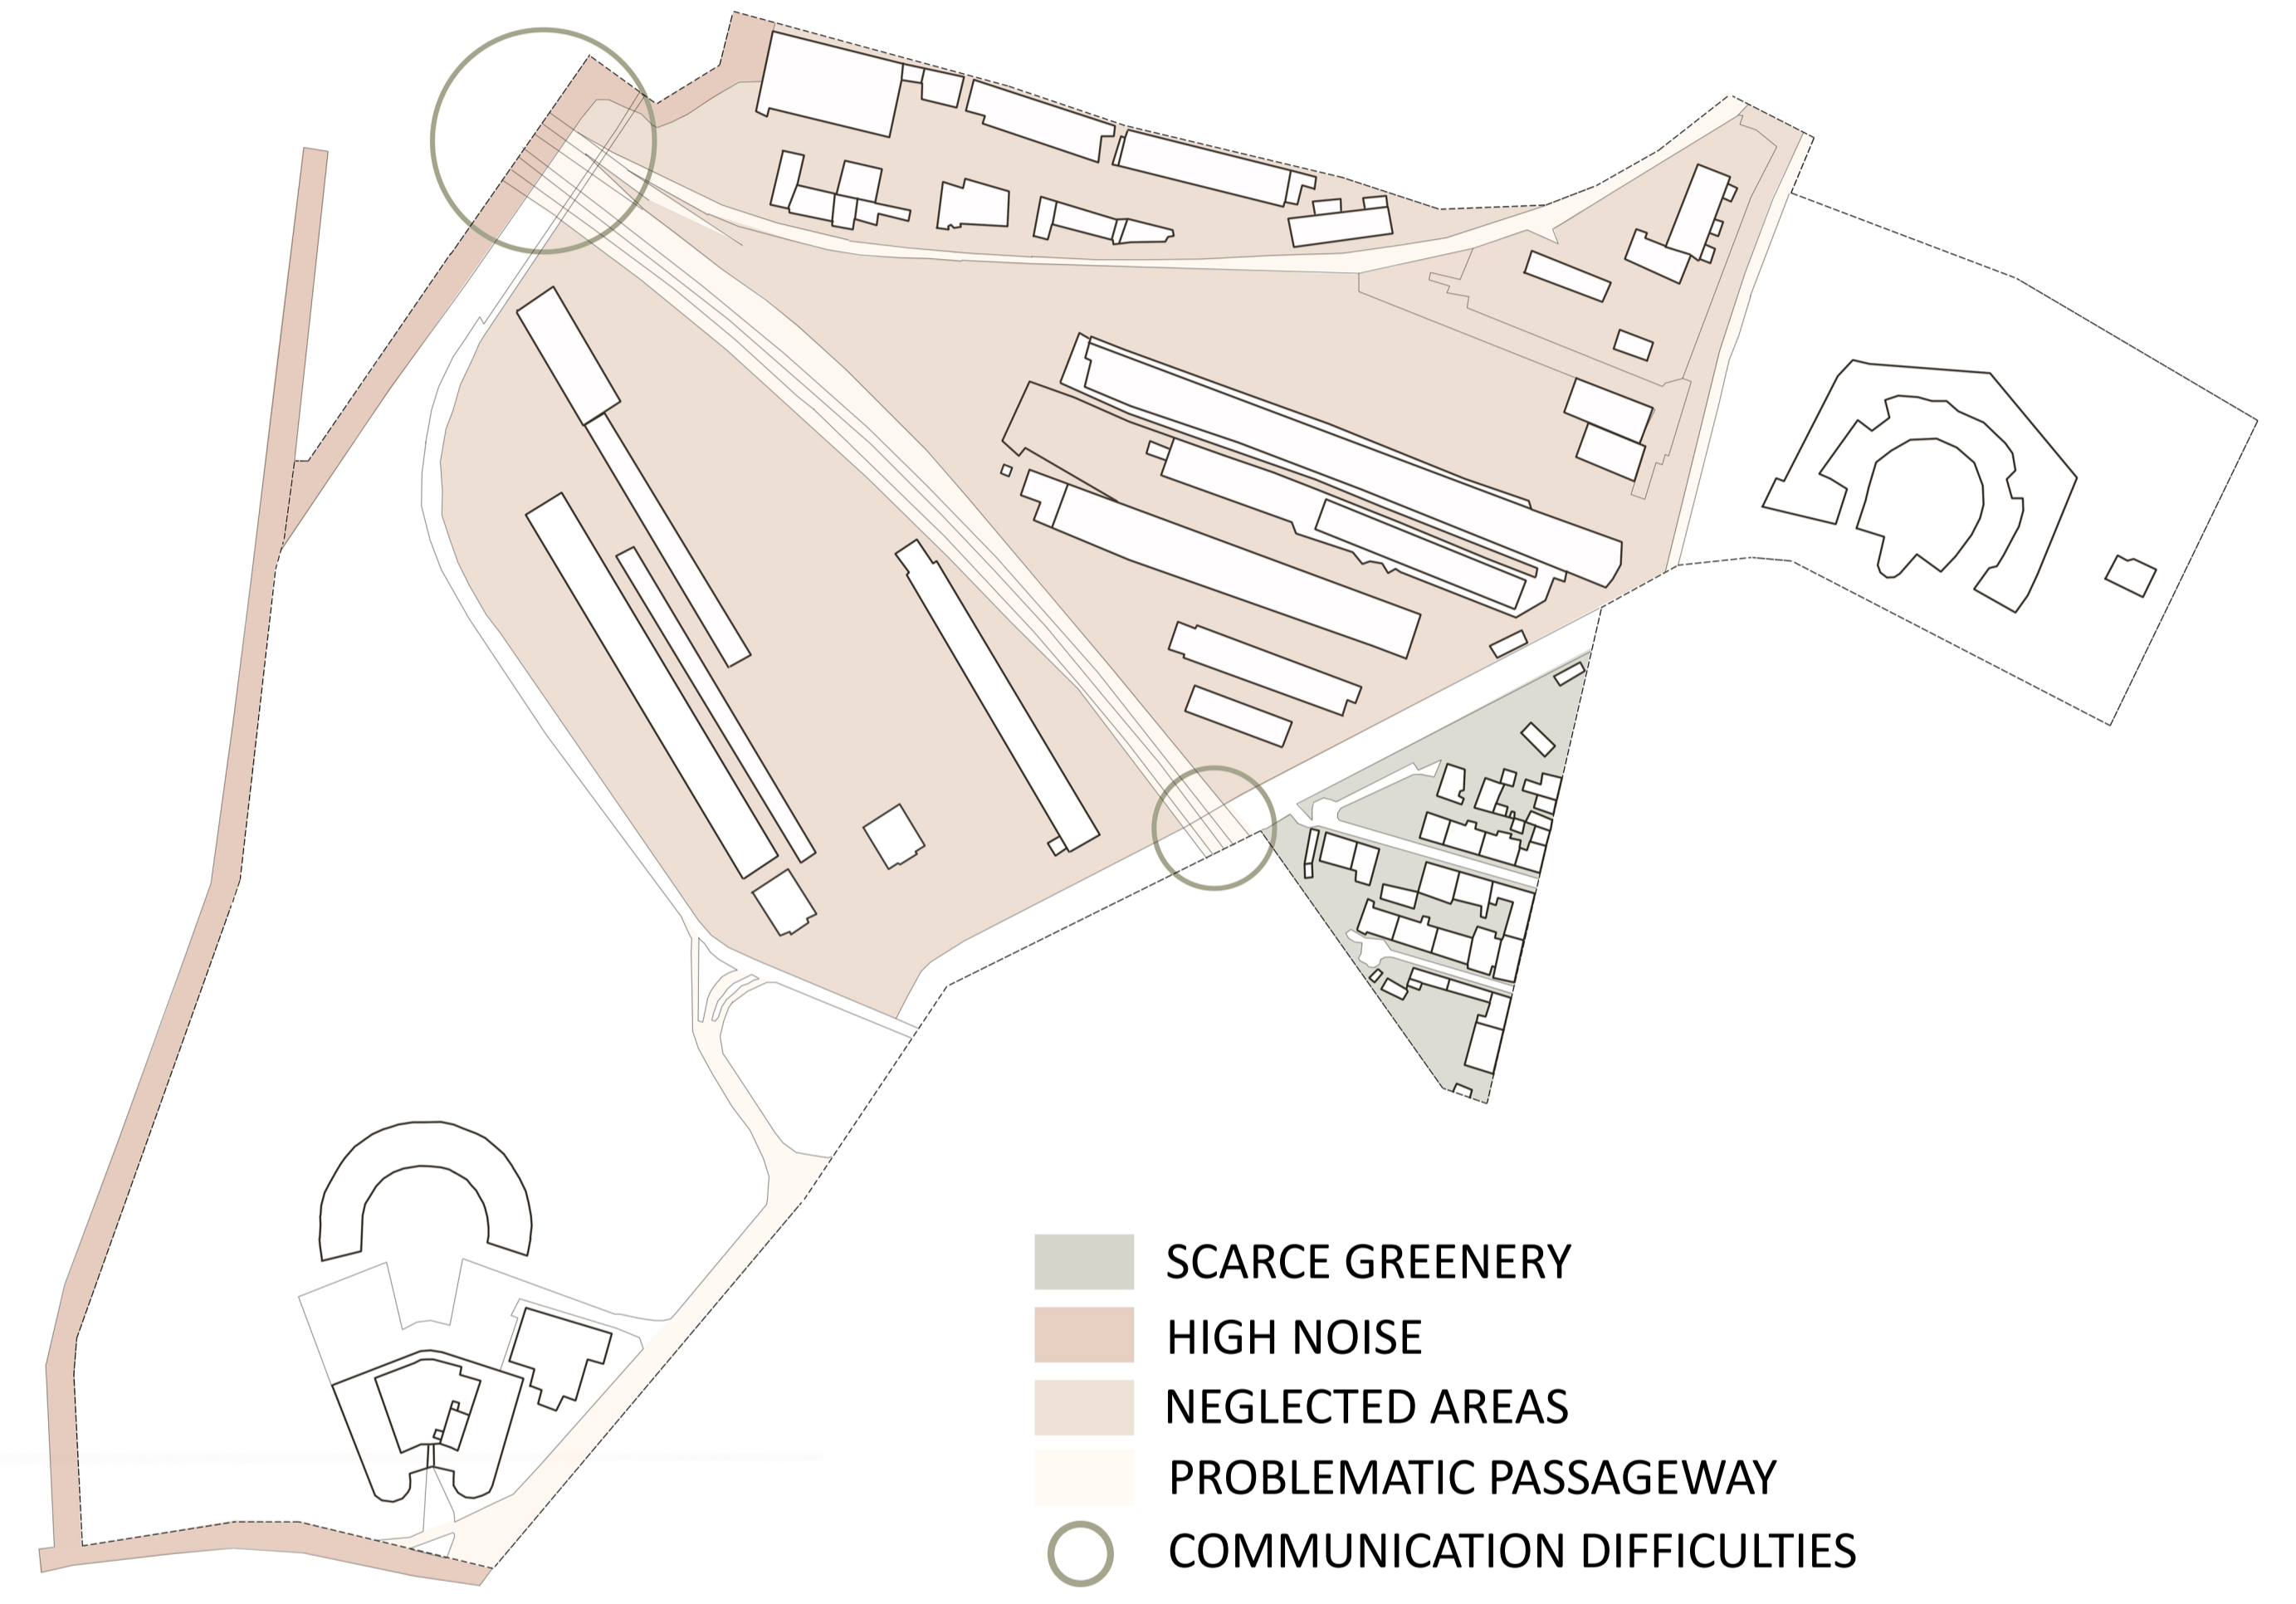 SCARCE GREENERY
HIGH NOISE
NEGLECTED AREAS
PROBLEMATIC PASSAGEWAY
COMMUNICATION DIFFICULTIES